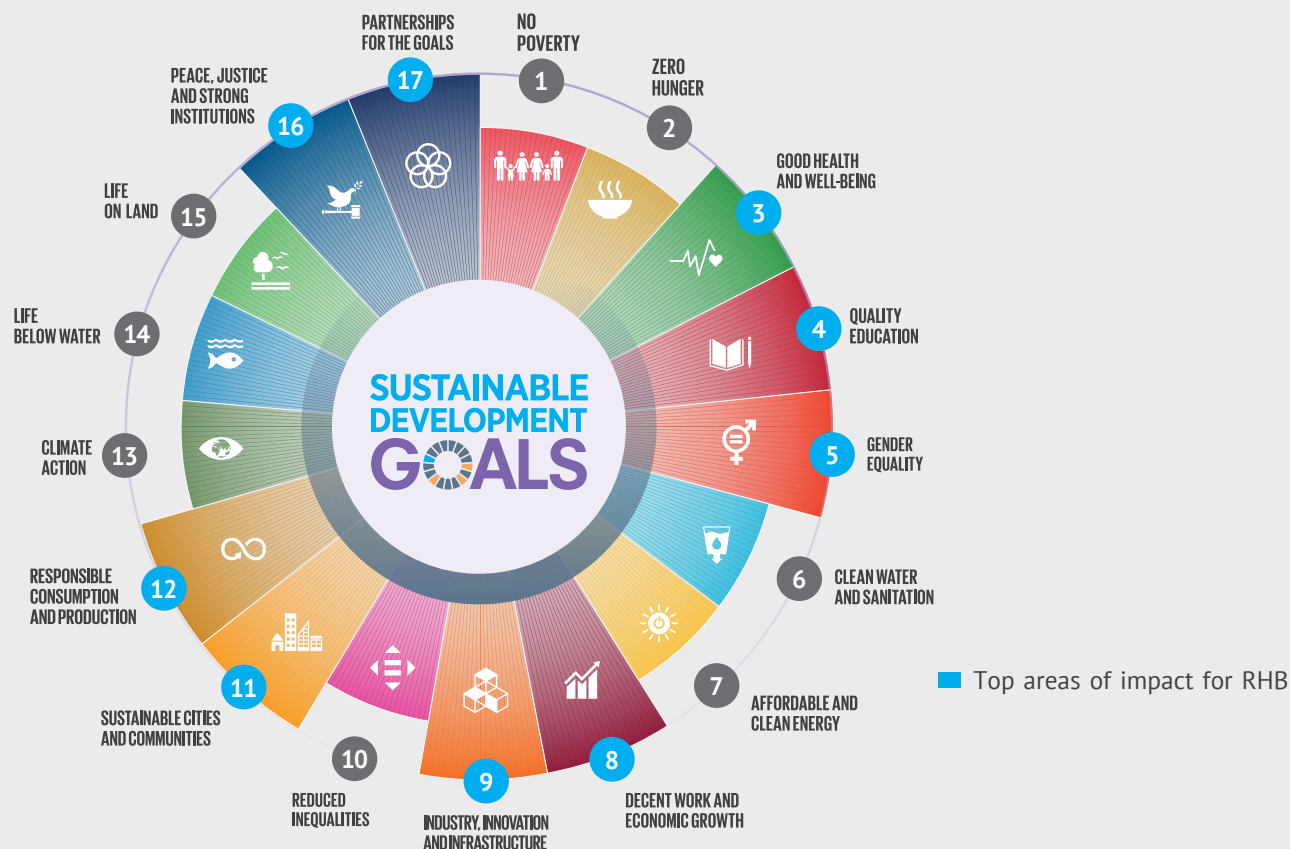 SUSTAINABLE
DEVELOPMENT
GOALS
1
NO
POVERTY
2
ZERO
HUNGER
3
GOOD HEALTH
AND WELL-BEING
4
QUALITY
EDUCATION
5
GENDER
EQUALITY
6
CLEAN WATER
AND SANITATION
7
AFFORDABLE AND
CLEAN ENERGY
8
DECENT WORK AND
ECONOMIC GROWTH
9
INDUSTRY, INNOVATION
AND INFRASTRUCTURE
10
REDUCED
INEQUALITIES
11
SUSTAINABLE CITIES
AND COMMUNITIES
12
RESPONSIBLE
CONSUMPTION
AND PRODUCTION
13
CLIMATE
ACTION
14
LIFE
BELOW WATER
15
LIFE
ON LAND
16
PEACE, JUSTICE
AND STRONG
INSTITUTIONS
17
PARTNERSHIPS
FOR THE GOALS
Top areas of impact for RHB